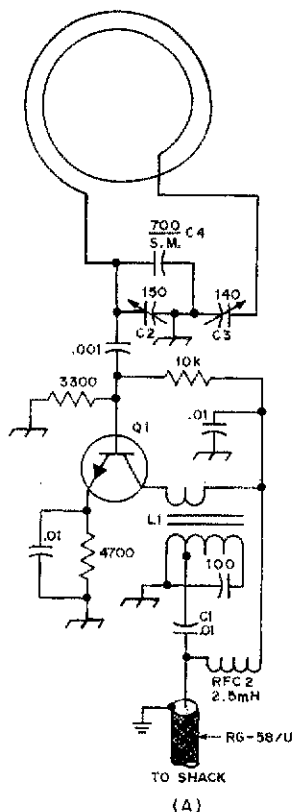 700
S.M.
C4
150
C2
140
C3
.001
10k
3300
.01
Q1
L1
.01
4700
100
C1
.01
RFC 2
2.5mH
RG-58/U
TO SHACK
(A)